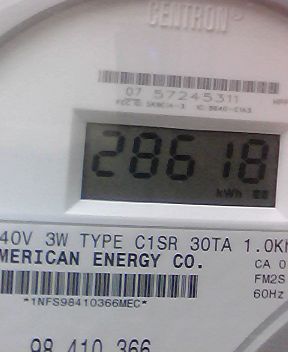 CENTRON
07 57245311
28618
kWh
40V 3W TYPE C1SR 30TA 1.0K
MERICAN ENERGY CO.
CA 0
FM2S
60Hz
*1NFS98410366MEC*
98 410 366